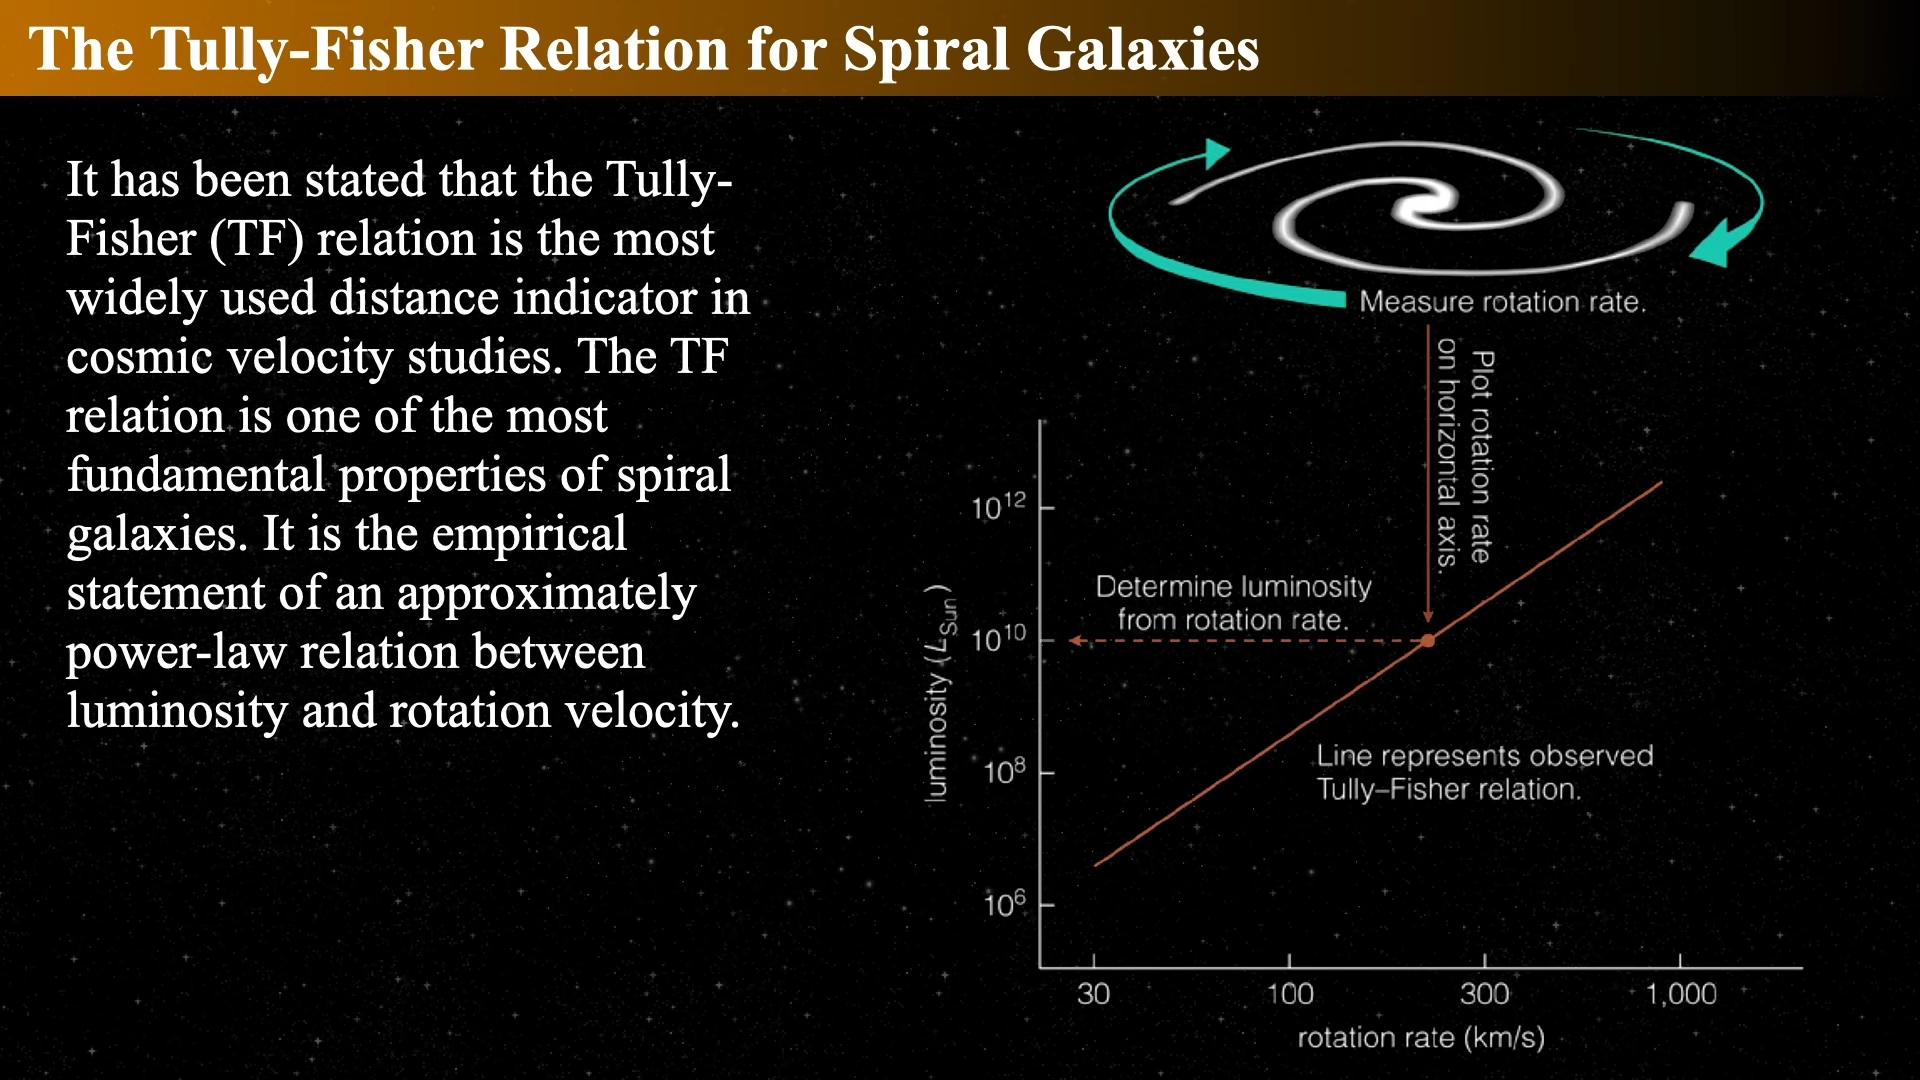 The Tully-Fisher Relation for Spiral Galaxies
It has been stated that the Tully-
Fisher (TF) relation is the most
widely used distance indicator in
cosmic velocity studies. The TF
relation is one of the most
fundamental properties of spiral
galaxies. It is the empirical
statement of an approximately
power-law relation between
luminosity and rotation velocity.
Measure rotation rate.
Plot rotation rate
on horizontal axis.
10¹²
Determine luminosity
from rotation rate.
10¹⁰
luminosity (L_Sun)
Line represents observed
Tully–Fisher relation.
10⁸
10⁶
30 100 300 1,000
rotation rate (km/s)